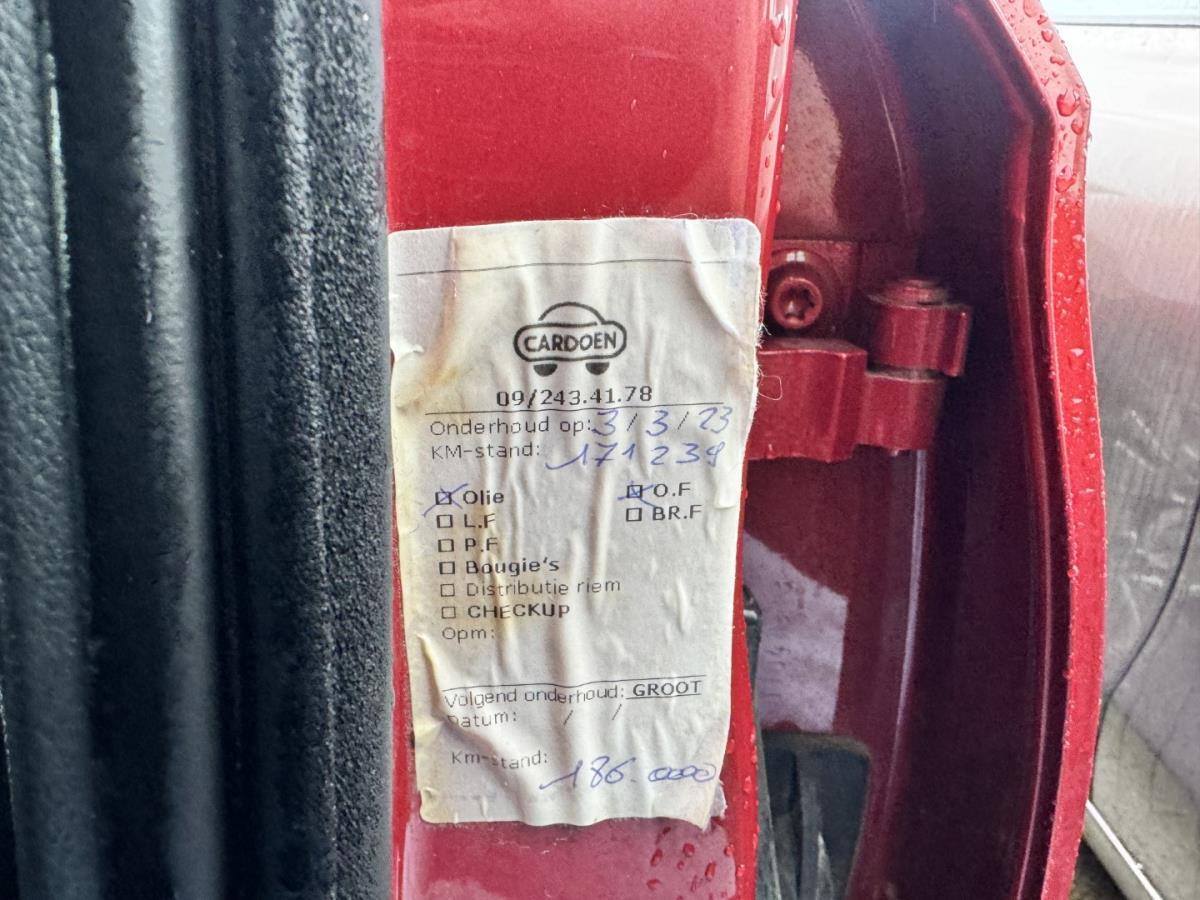 CARDOEN
09/243.41.78
Onderhoud op: 3/3/23
KM-stand: 171239
Olie O.F
L.F BR.F
P.F
Bougie's
Distributie riem
CHECKUp
Opm:
Volgend onderhoud: GROOT
Datum: / /
Km-stand:
186.000